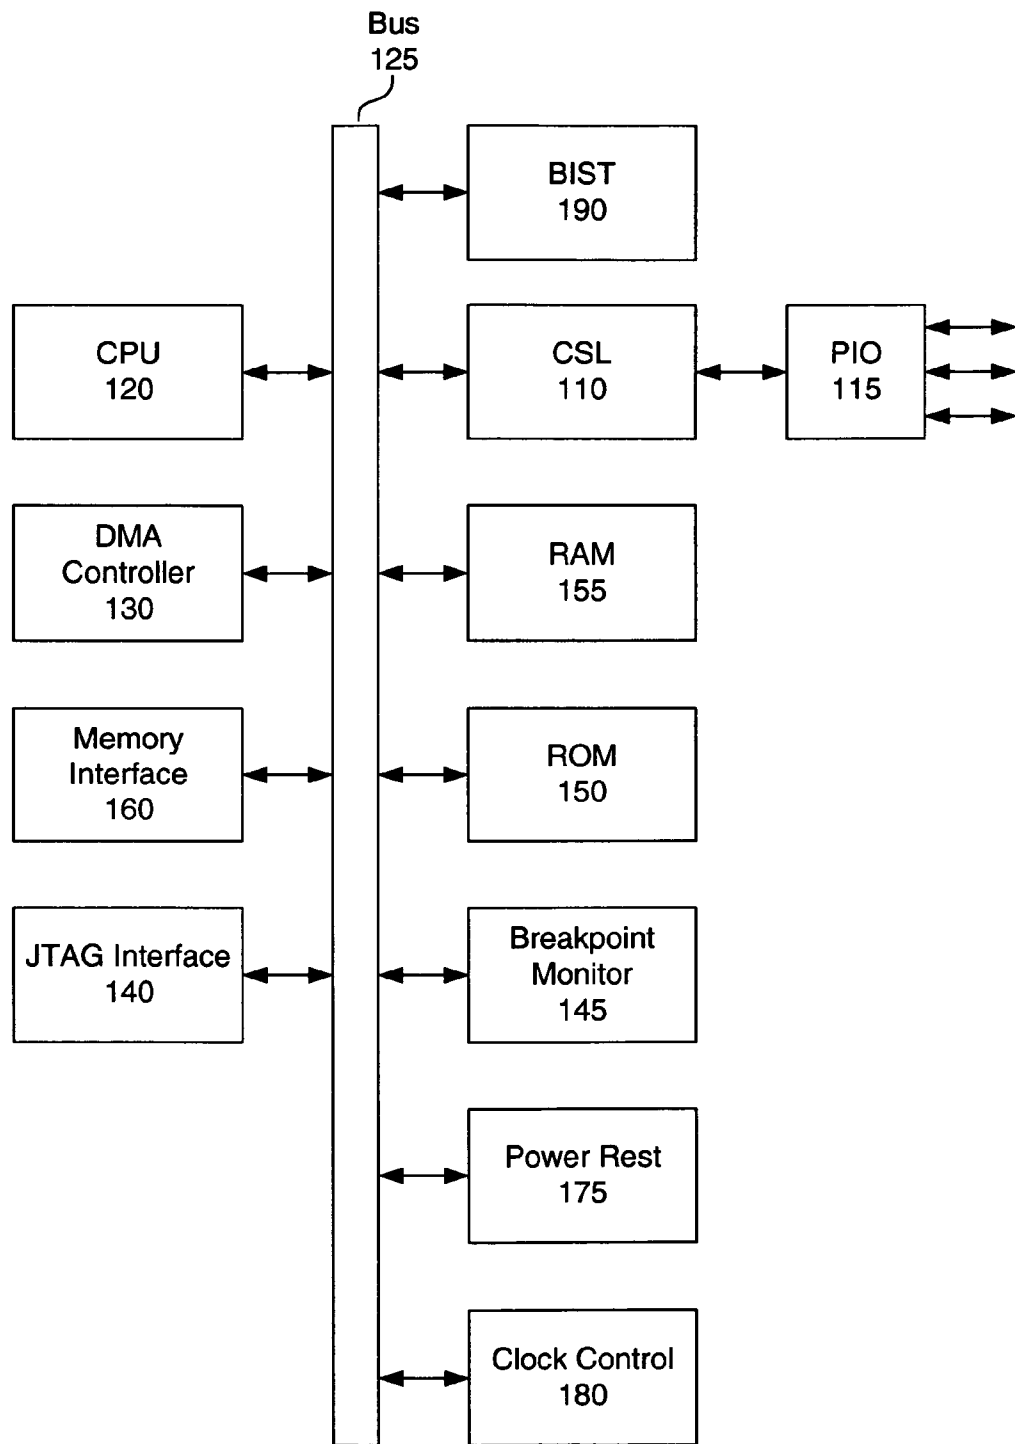 Bus
125
BIST
190
CPU
120
CSL
110
PIO
115
DMA
Controller
130
RAM
155
Memory
Interface
160
ROM
150
JTAG Interface
140
Breakpoint
Monitor
145
Power Rest
175
Clock Control
180